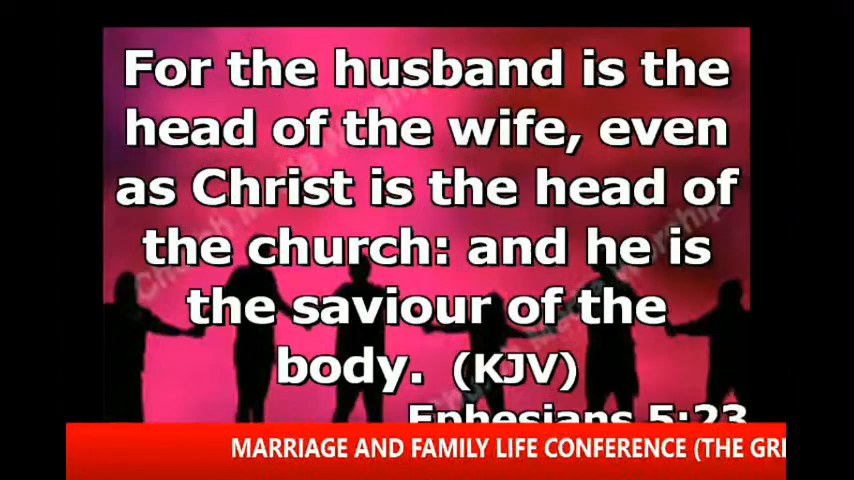 For the husband is the
head of the wife, even
as Christ is the head of
the church: and he is
the saviour of the
body. (KJV)
Ephesians 5:23
MARRIAGE AND FAMILY LIFE CONFERENCE (THE